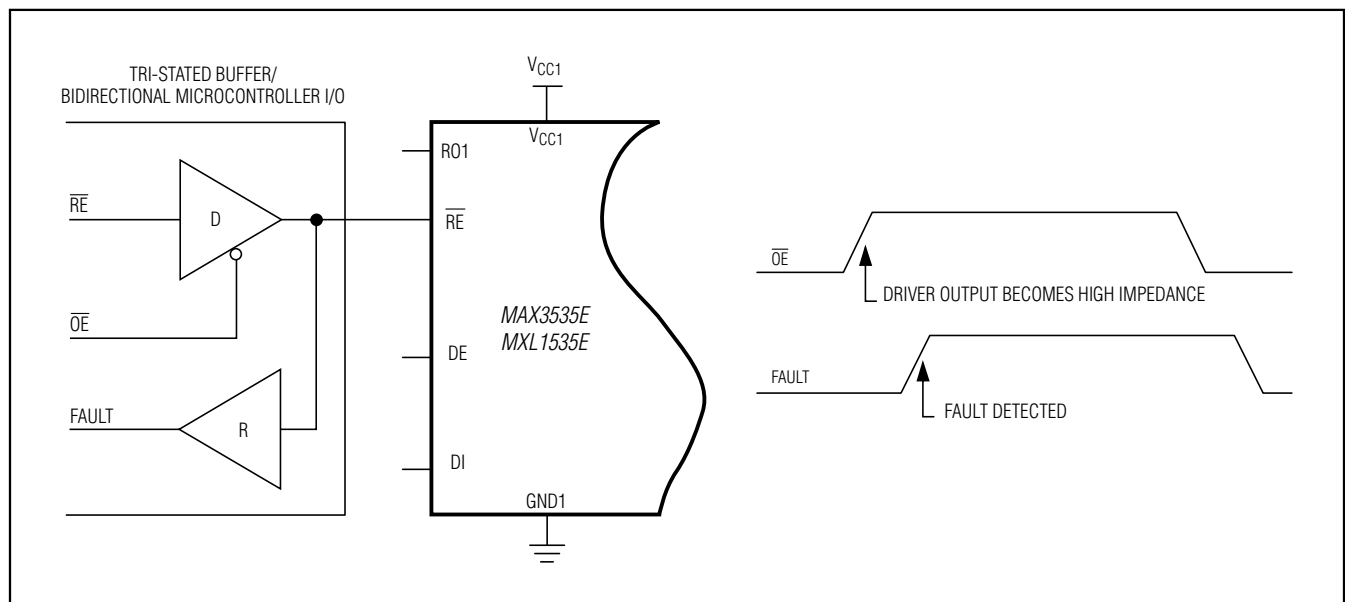 TRI-STATED BUFFER/
BIDIRECTIONAL MICROCONTROLLER I/O
RE
D
OE
FAULT
R
VCC1
VCC1
RO1
RE
DE
DI
GND1
MAX3535E
MXL1535E
OE
DRIVER OUTPUT BECOMES HIGH IMPEDANCE
FAULT
FAULT DETECTED